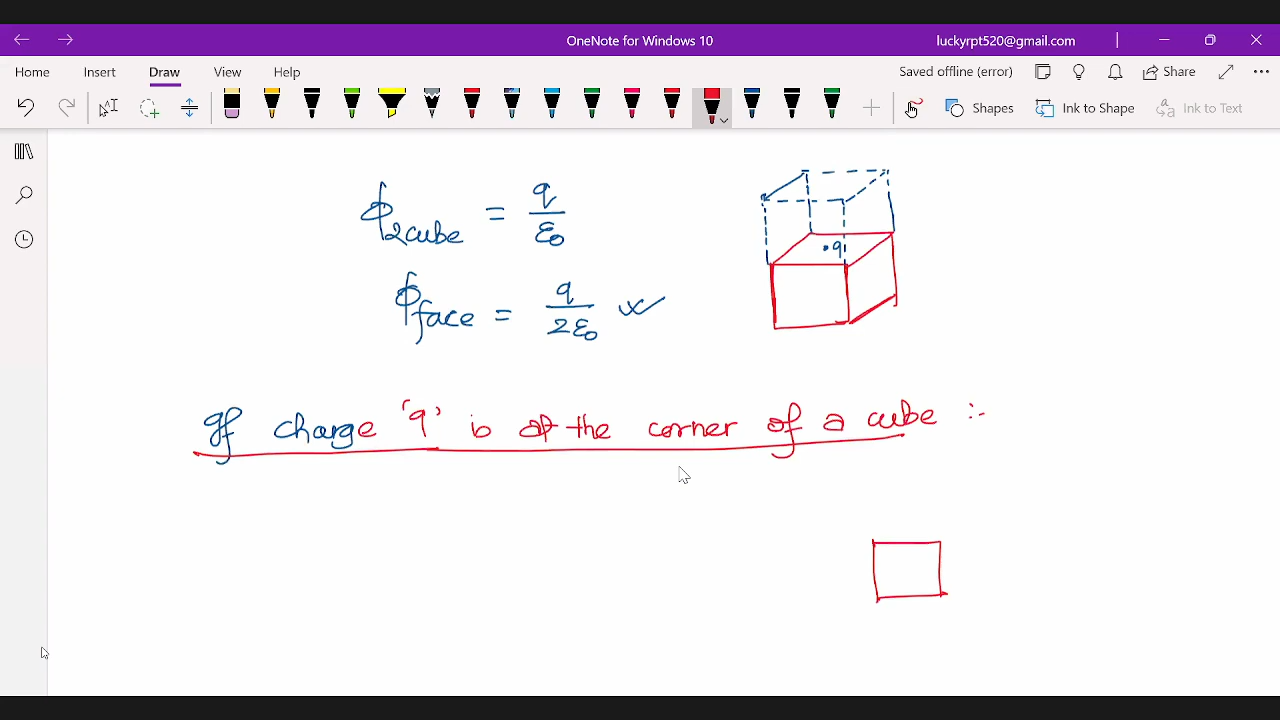 OneNote for Windows 10
luckyrpt520@gmail.com
Home Insert Draw View Help
Saved offline (error)
Share
Shapes
Ink to Shape
Ink to Text
ϕ2cube = q/ε0
ϕface = q/2ε0
.q
If charge 'q' is at the corner of a cube :-